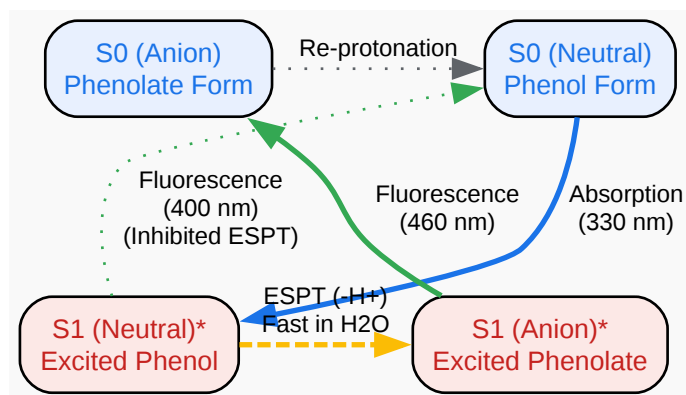 S0 (Anion)
Phenolate Form
Re-protonation
S0 (Neutral)
Phenol Form
Fluorescence
(400 nm)
(Inhibited ESPT)
Fluorescence
(460 nm)
Absorption
(330 nm)
ESPT (-H+)
Fast in H2O
S1 (Neutral)*
Excited Phenol
S1 (Anion)*
Excited Phenolate